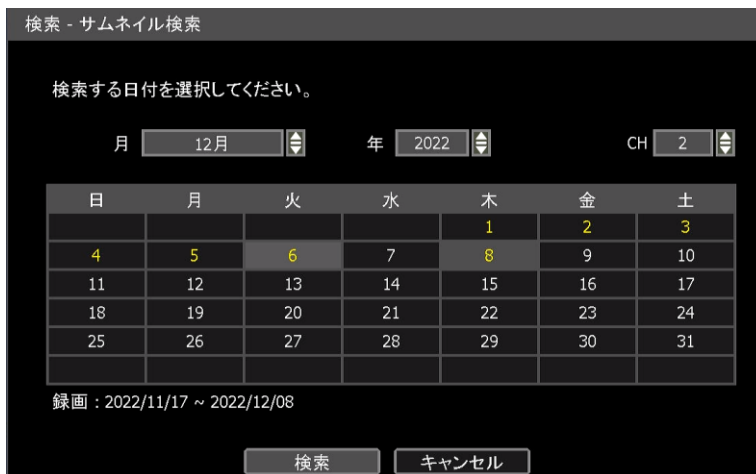 検索 - サムネイル検索
検索する日付を選択してください。
月 12月 年 2022 CH 2
日 月 火 水 木 金 土
1 2 3
4 5 6 7 8 9 10
11 12 13 14 15 16 17
18 19 20 21 22 23 24
25 26 27 28 29 30 31
録画 : 2022/11/17 ~ 2022/12/08
検索 キャンセル